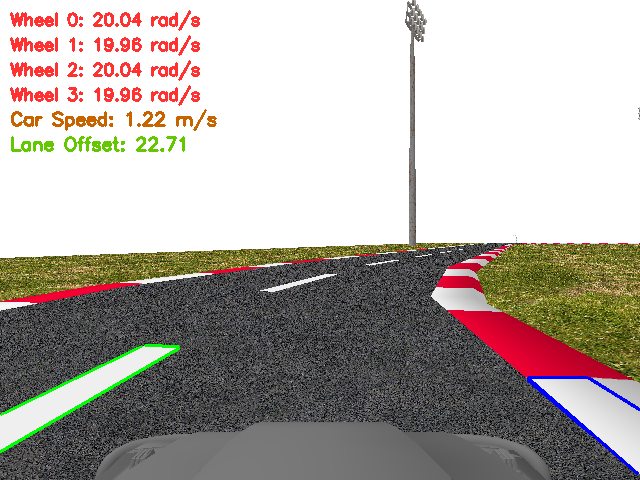 Wheel 0: 20.04 rad/s
Wheel 1: 19.96 rad/s
Wheel 2: 20.04 rad/s
Wheel 3: 19.96 rad/s
Car Speed: 1.22 m/s
Lane Offset: 22.71